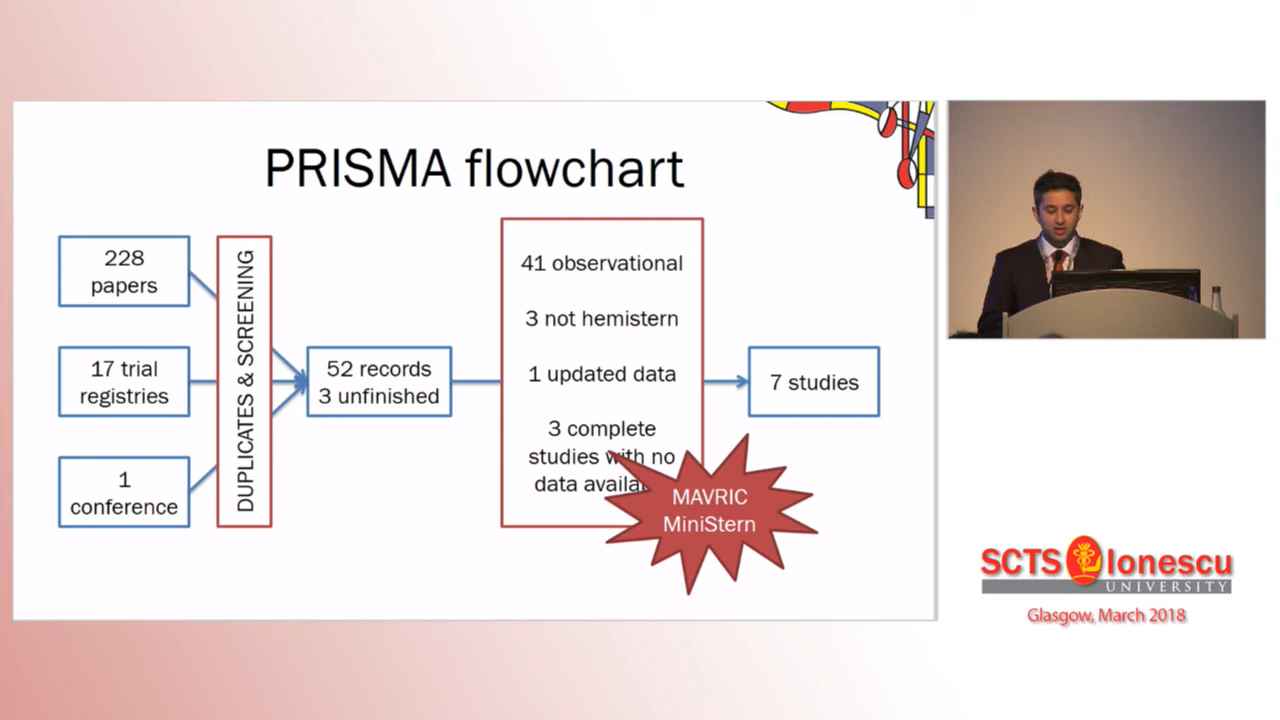 PRISMA flowchart
228
papers
17 trial
registries
1
conference
DUPLICATES & SCREENING
52 records
3 unfinished
41 observational
3 not hemistern
1 updated data
3 complete
studies with no
data availa
MAVRIC
MiniStern
7 studies
SCTS Ionescu
UNIVERSITY
Glasgow, March 2018